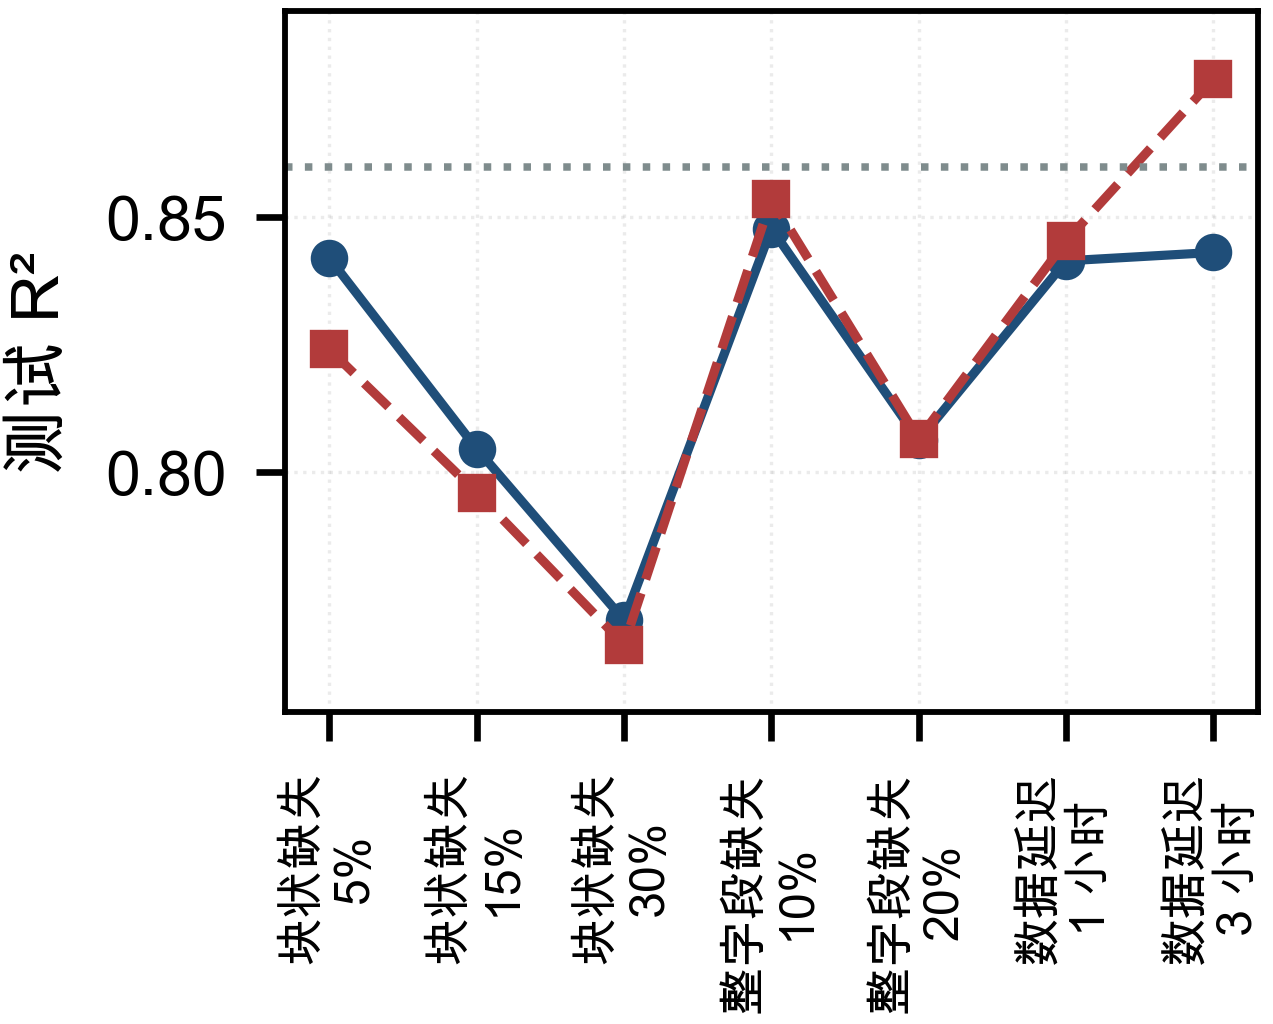 测试 R²
0.85
0.80
块状缺失
5%
块状缺失
15%
块状缺失
30%
整字段缺失
10%
整字段缺失
20%
数据延迟
1 小时
数据延迟
3 小时